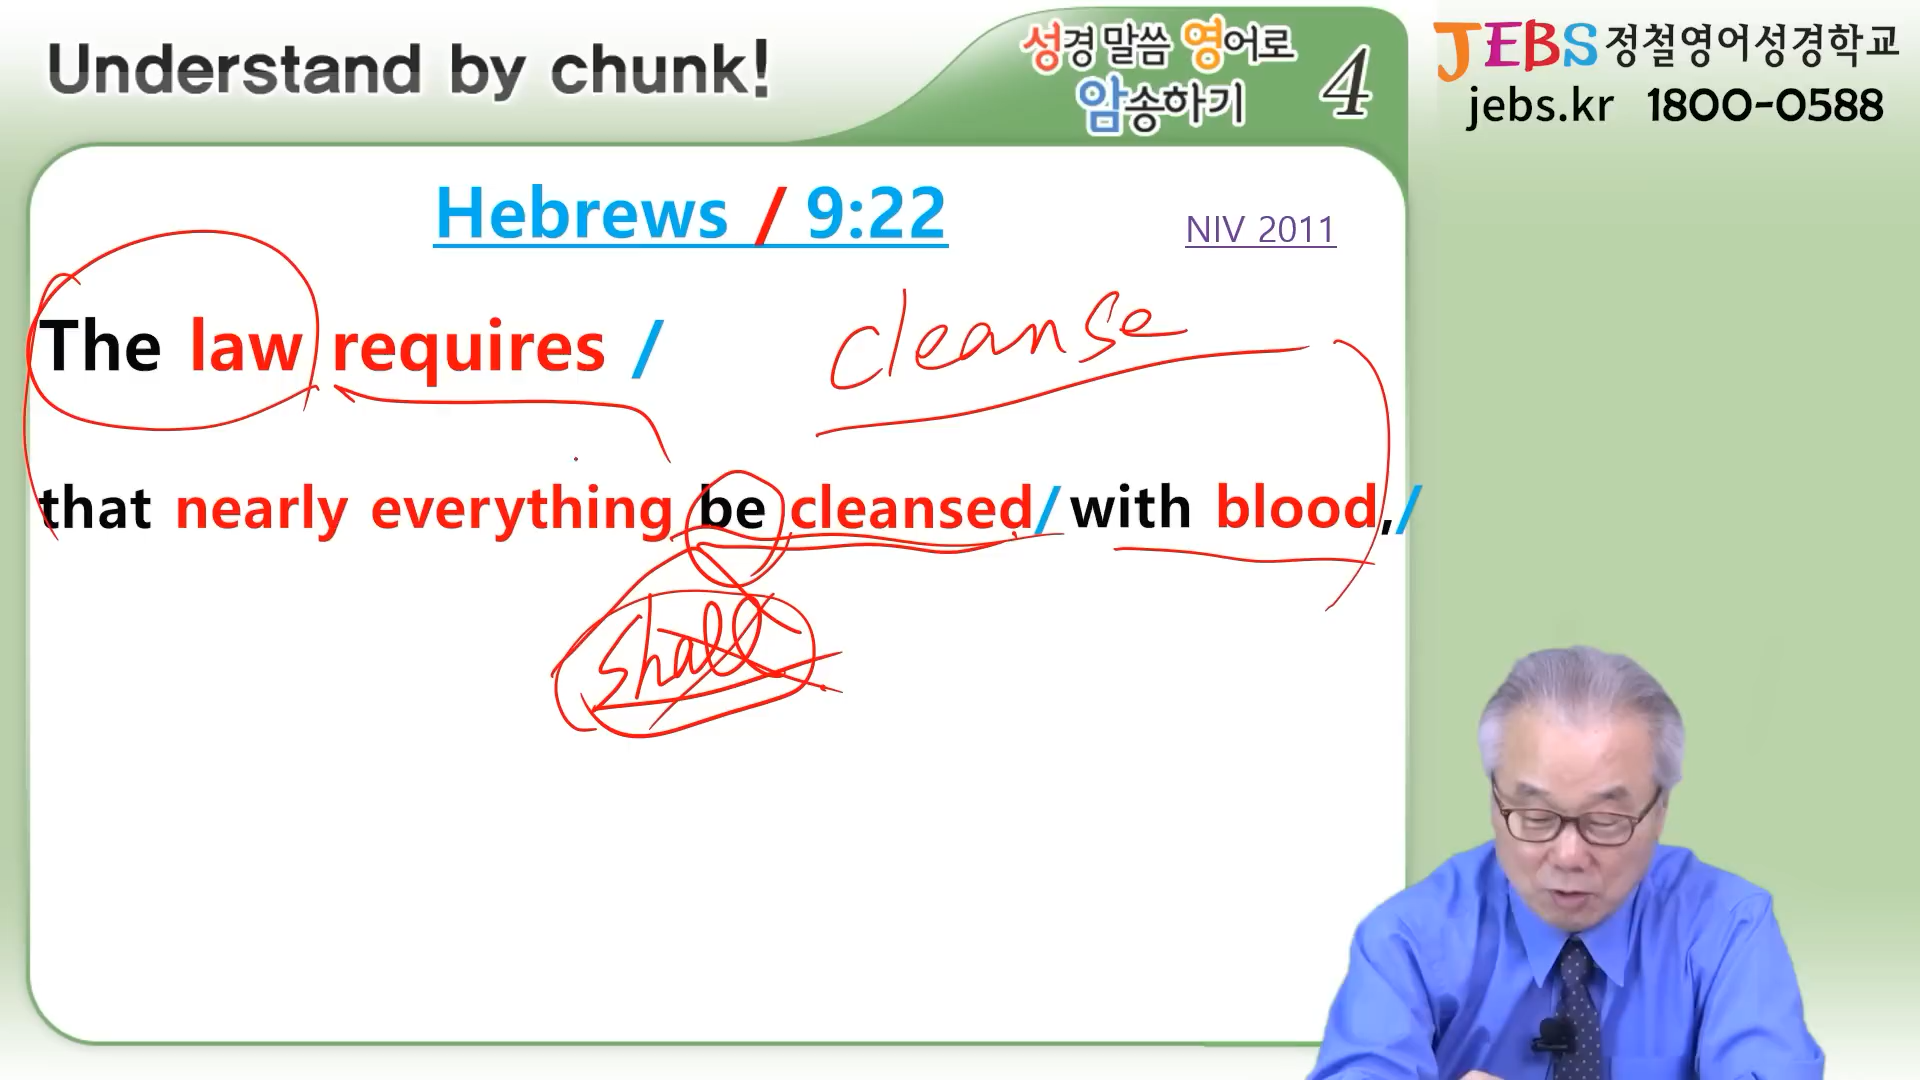 Understand by chunk!
성경말씀 영어로
암송하기 4
JEBS 정철영어성경학교
jebs.kr 1800-0588
Hebrews / 9:22
NIV 2011
The law requires /
cleanse
that nearly everything be cleansed/ with blood,/
shall